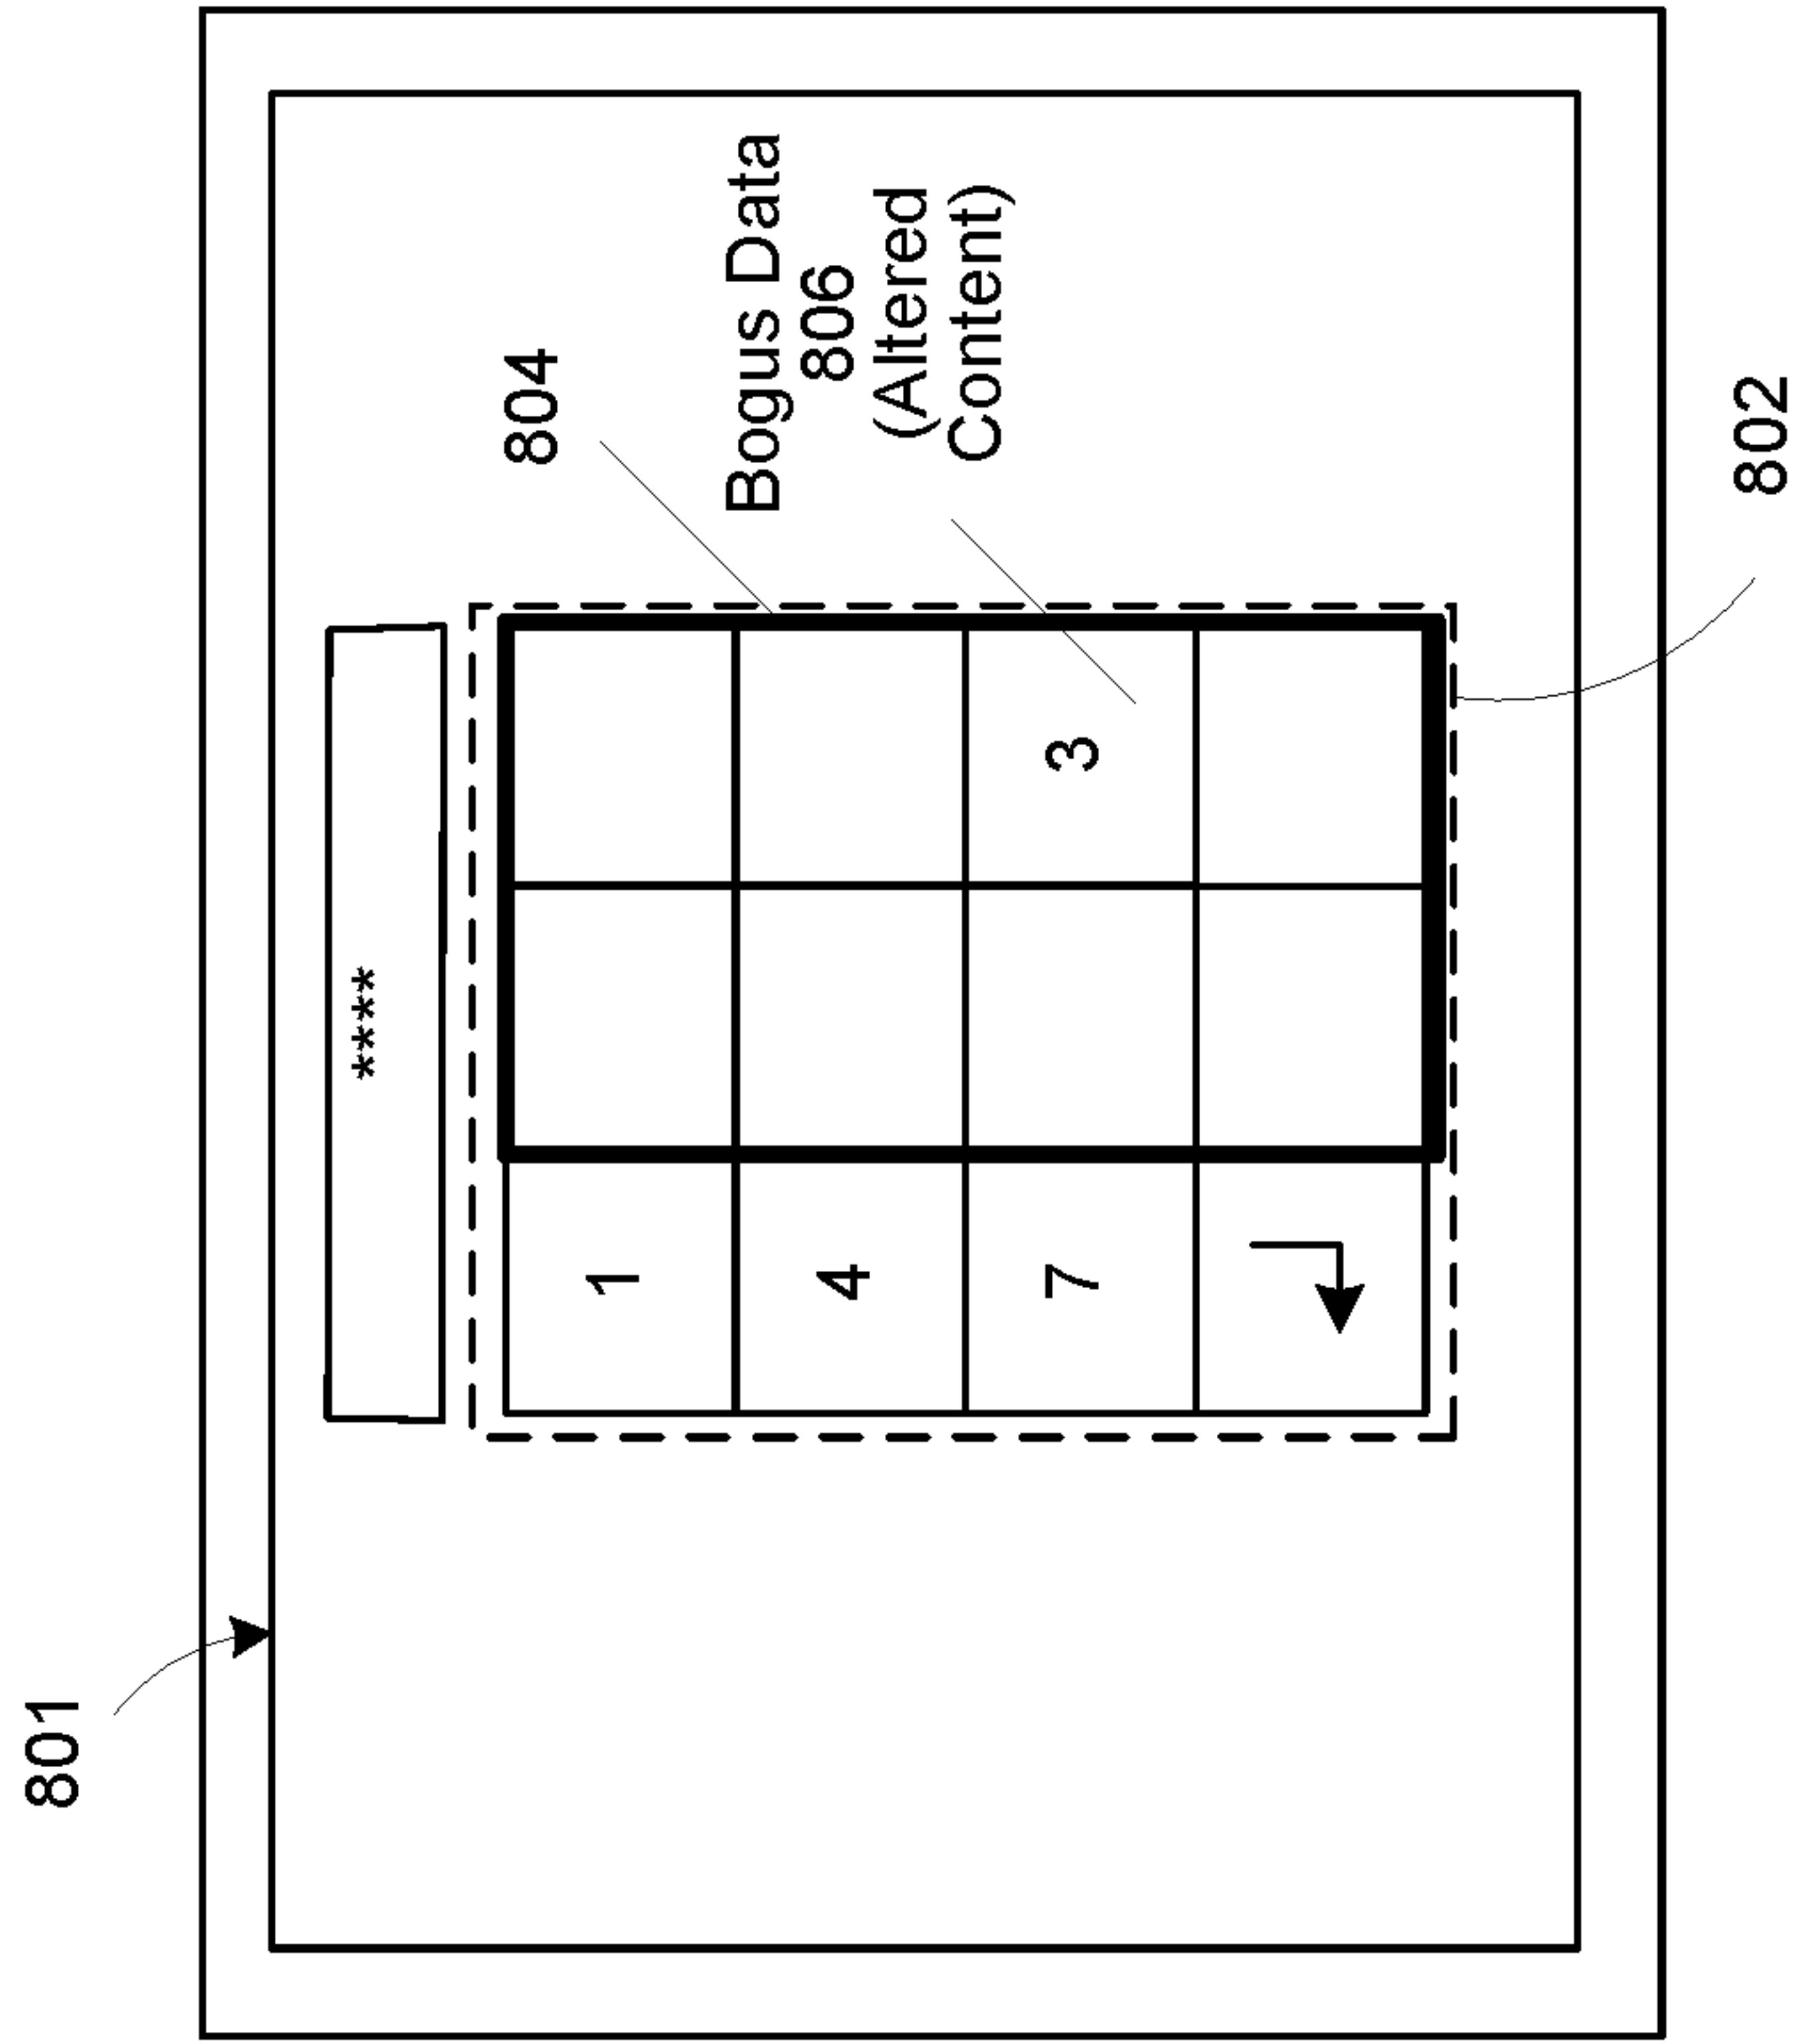 801
****
804
1
Bogus Data
806
(Altered
Content)
4
7 3
802